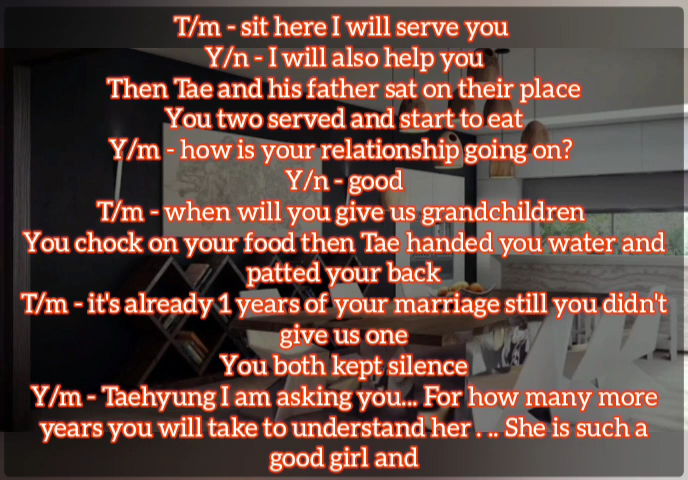 T/m - sit here I will serve you
Y/n - I will also help you
Then Tae and his father sat on their place
You two served and start to eat
Y/m - how is your relationship going on?
Y/n - good
T/m - when will you give us grandchildren
You chock on your food then Tae handed you water and
patted your back
T/m - it's already 1 years of your marriage still you didn't
give us one
You both kept silence
Y/m - Taehyung I am asking you... For how many more
years you will take to understand her . .. She is such a
good girl and